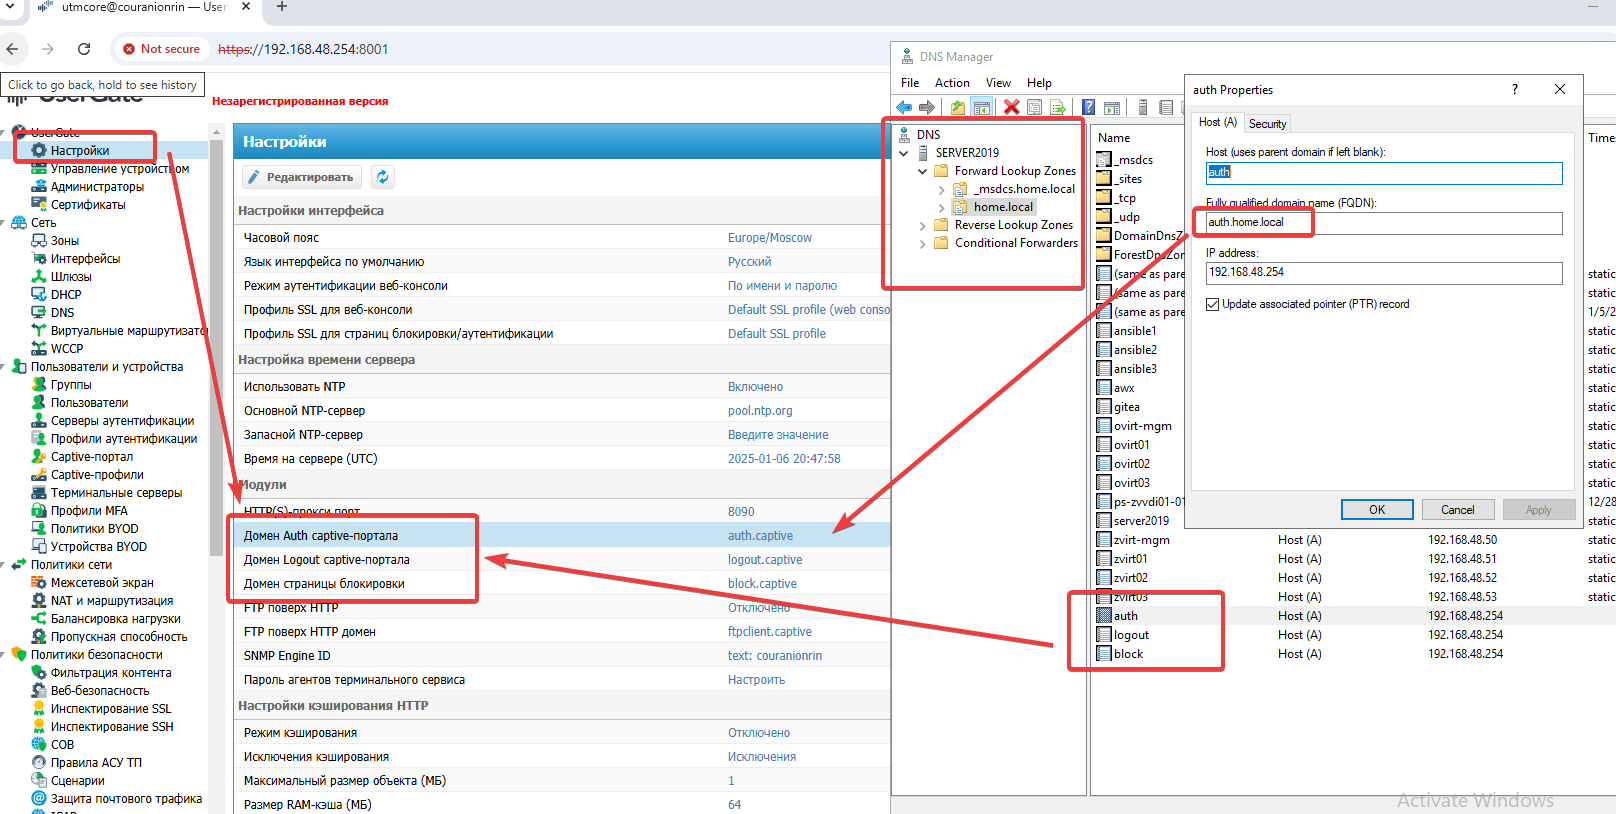 utmcore@couranionrin — User
Not secure
https://192.168.48.254:8001
Click to go back, hold to see history
UserGate
Незарегистрированная версия
UserGate
Настройки
Управление устройством
Администраторы
Сертификаты
Сеть
Зоны
Интерфейсы
Шлюзы
DHCP
DNS
Виртуальные маршрутизато
WCCP
Пользователи и устройства
Группы
Пользователи
Серверы аутентификации
Профили аутентификации
Captive-портал
Captive-профили
Терминальные серверы
Профили MFA
Политики BYOD
Устройства BYOD
Политики сети
Межсетевой экран
NAT и маршрутизация
Балансировка нагрузки
Пропускная способность
Политики безопасности
Фильтрация контента
Веб-безопасность
Инспектирование SSL
Инспектирование SSH
СОВ
Правила АСУ ТП
Сценарии
Защита почтового трафика
Настройки
Редактировать
Настройки интерфейса
Часовой пояс Europe/Moscow
Язык интерфейса по умолчанию Русский
Режим аутентификации веб-консоли По имени и паролю
Профиль SSL для веб-консоли Default SSL profile (web conso
Профиль SSL для страниц блокировки/аутентификации Default SSL profile
Настройка времени сервера
Использовать NTP Включено
Основной NTP-сервер pool.ntp.org
Запасной NTP-сервер Введите значение
Время на сервере (UTC) 2025-01-06 20:47:58
Модули
HTTP(S)-прокси порт 8090
Домен Auth captive-портала auth.captive
Домен Logout captive-портала logout.captive
Домен страницы блокировки block.captive
FTP поверх HTTP Отключено
FTP поверх HTTP домен ftpclient.captive
SNMP Engine ID text: couranionrin
Пароль агентов терминального сервиса Настроить
Настройки кэширования HTTP
Режим кэширования Отключено
Исключения кэширования Исключения
Максимальный размер объекта (МБ) 1
Размер RAM-кэша (МБ) 64
DNS Manager
File Action View Help
DNS
SERVER2019
Forward Lookup Zones
_msdcs.home.local
home.local
Reverse Lookup Zones
Conditional Forwarders
Name Time
_msdcs
_sites
_tcp
_udp
DomainDnsZ
ForestDnsZon
(same as pare static
(same as pare static
(same as pare 1/5/2
ansible1 static
ansible2 static
ansible3 static
awx static
gitea static
ovirt-mgm static
ovirt01 static
ovirt02 static
ovirt03 static
ps-zvvdi01-01 12/28
server2019 static
zvirt-mgm Host (A) 192.168.48.50 static
zvirt01 Host (A) 192.168.48.51 static
zvirt02 Host (A) 192.168.48.52 static
zvirt03 Host (A) 192.168.48.53 static
auth Host (A) 192.168.48.254
logout Host (A) 192.168.48.254
block Host (A) 192.168.48.254
auth Properties
Host (A) Security
Host (uses parent domain if left blank):
auth
Fully qualified domain name (FQDN):
auth.home.local
IP address:
192.168.48.254
Update associated pointer (PTR) record
OK Cancel Apply
Activate Windows